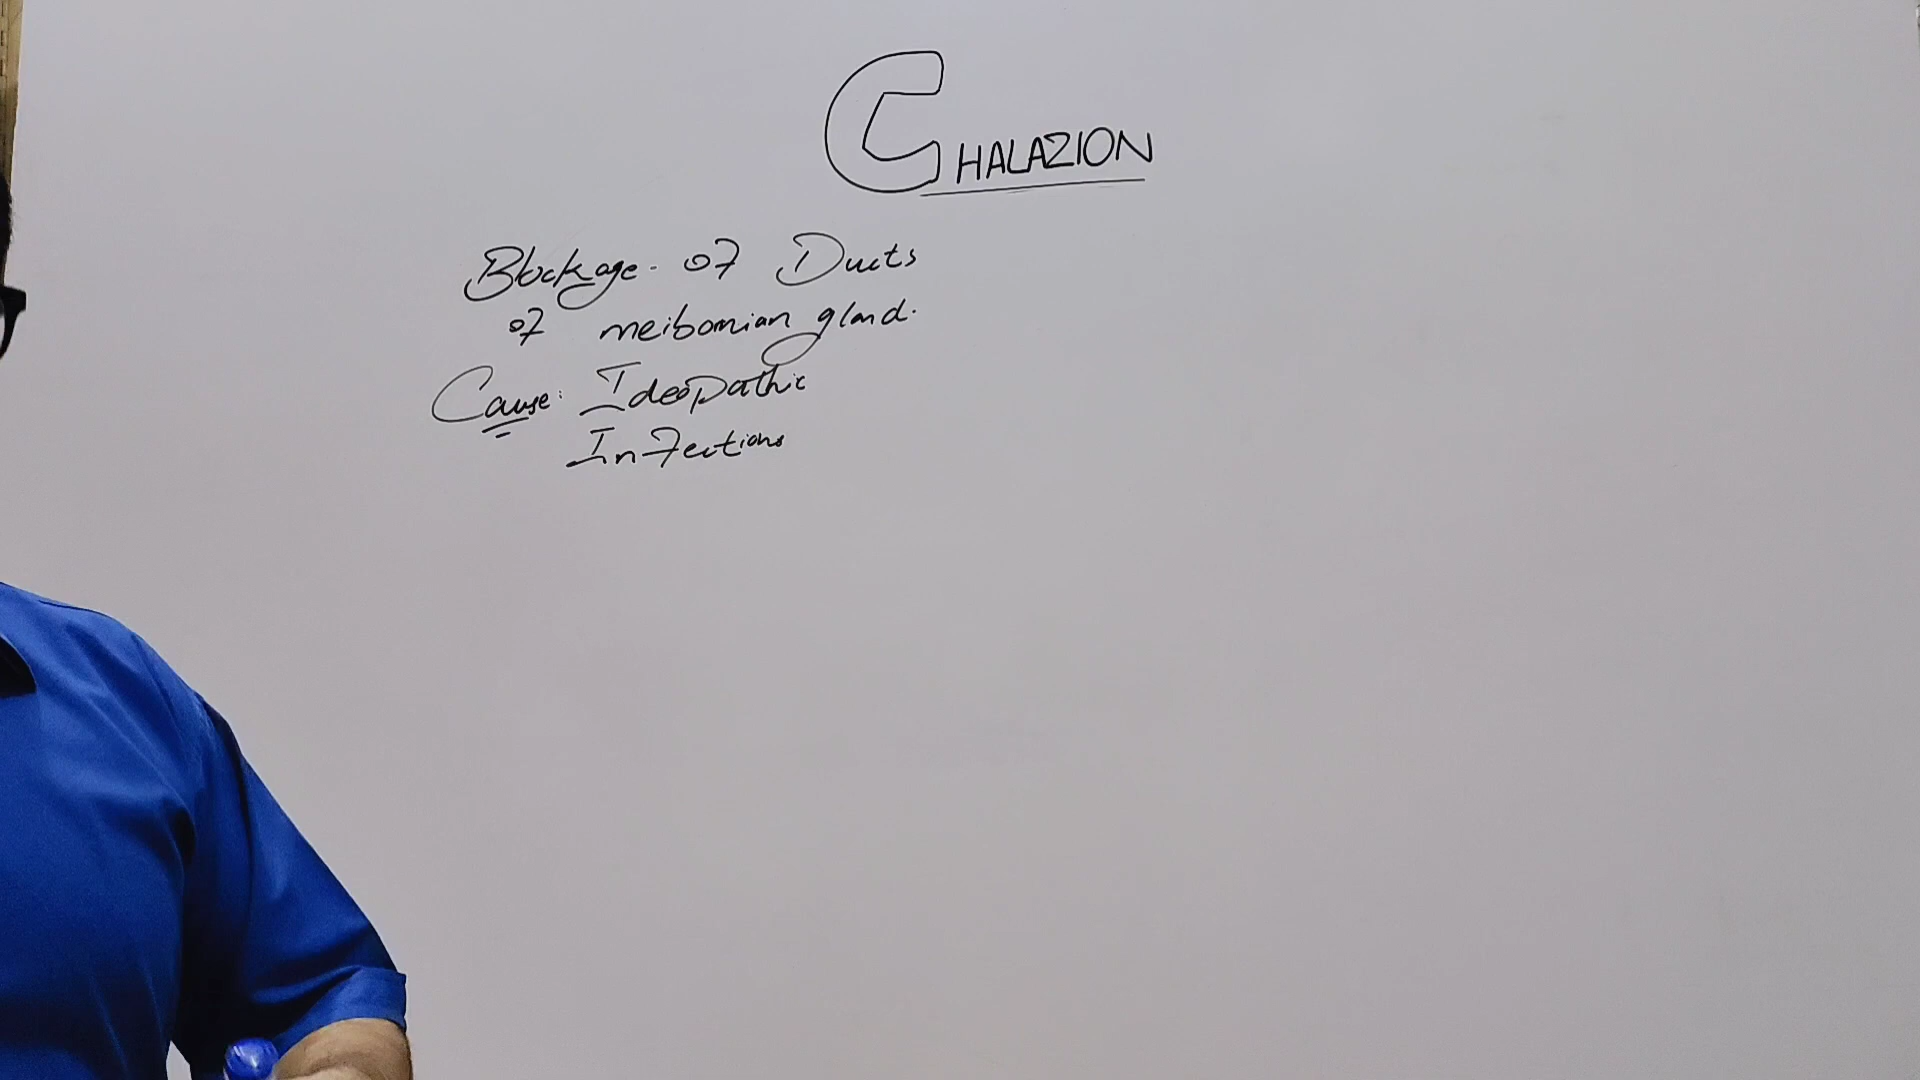 CHALAZION
Blockage of Ducts
of meibomian gland.
Cause: Ideopathic
Infections